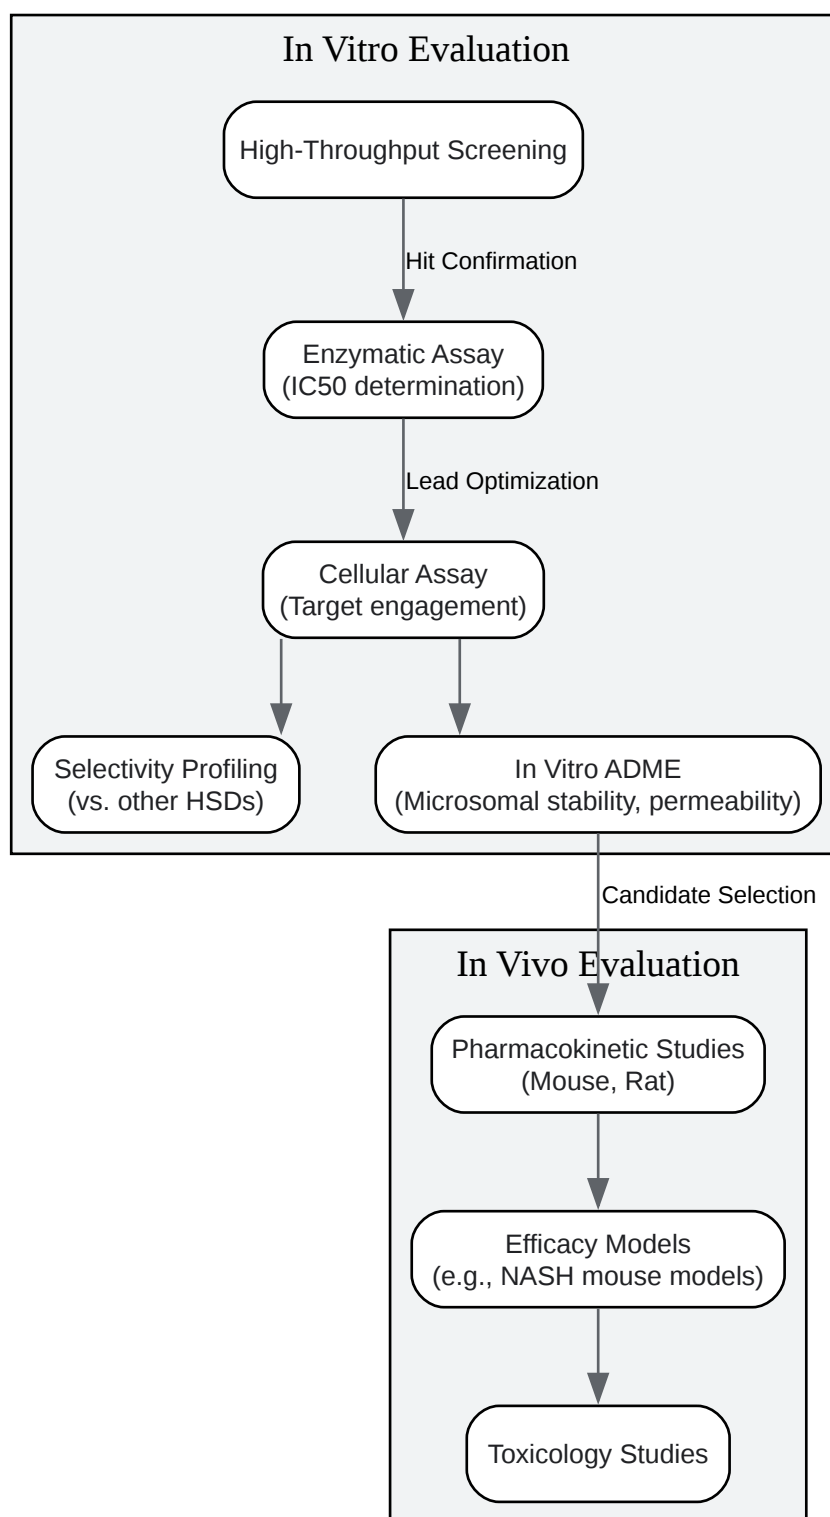 In Vitro Evaluation
High-Throughput Screening
Hit Confirmation
Enzymatic Assay
(IC50 determination)
Lead Optimization
Cellular Assay
(Target engagement)
Selectivity Profiling
(vs. other HSDs)
In Vitro ADME
(Microsomal stability, permeability)
Candidate Selection
In Vivo Evaluation
Pharmacokinetic Studies
(Mouse, Rat)
Efficacy Models
(e.g., NASH mouse models)
Toxicology Studies